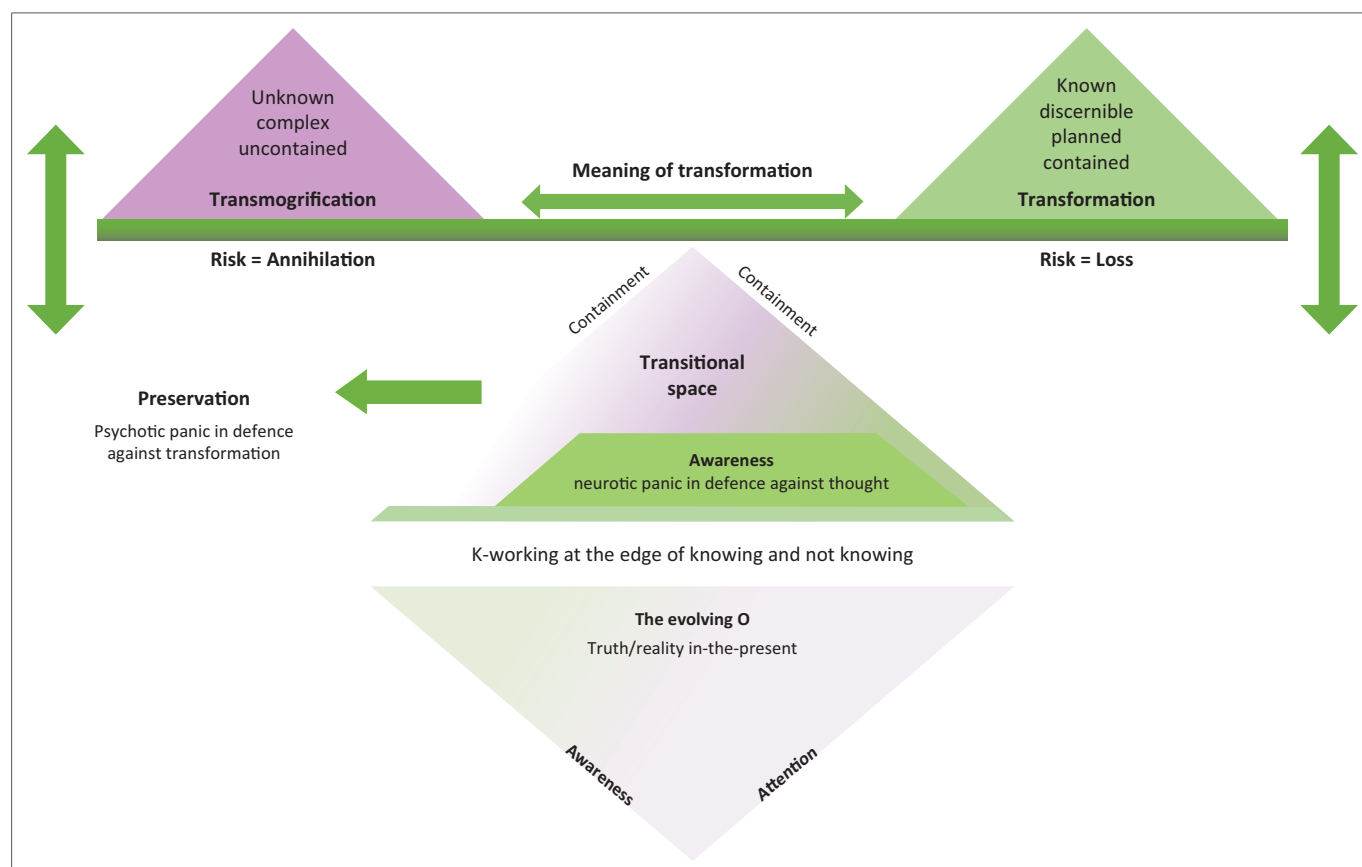 Unknown
complex
uncontained
Transmogrification
Known
discernible
planned
contained
Transformation
Meaning of transformation
Risk = Annihilation
Risk = Loss
Containment
Containment
Transitional
space
Preservation
Psychotic panic in defence
against transformation
Awareness
neurotic panic in defence against thought
K-working at the edge of knowing and not knowing
The evolving O
Truth/reality in-the-present
Awareness
Attention